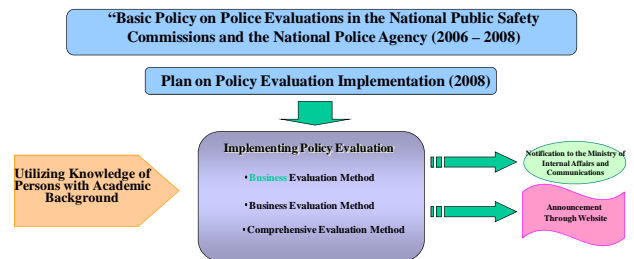 “Basic Policy on Police Evaluations in the National Public Safety
Commissions and the National Police Agency (2006 – 2008)
Plan on Policy Evaluation Implementation (2008)
Utilizing Knowledge of
Persons with Academic
Background
Implementing Policy Evaluation
・Business Evaluation Method
・Business Evaluation Method
・Comprehensive Evaluation Method
Notification to the Ministry of
Internal Affairs and
Communications
Announcement
Through Website